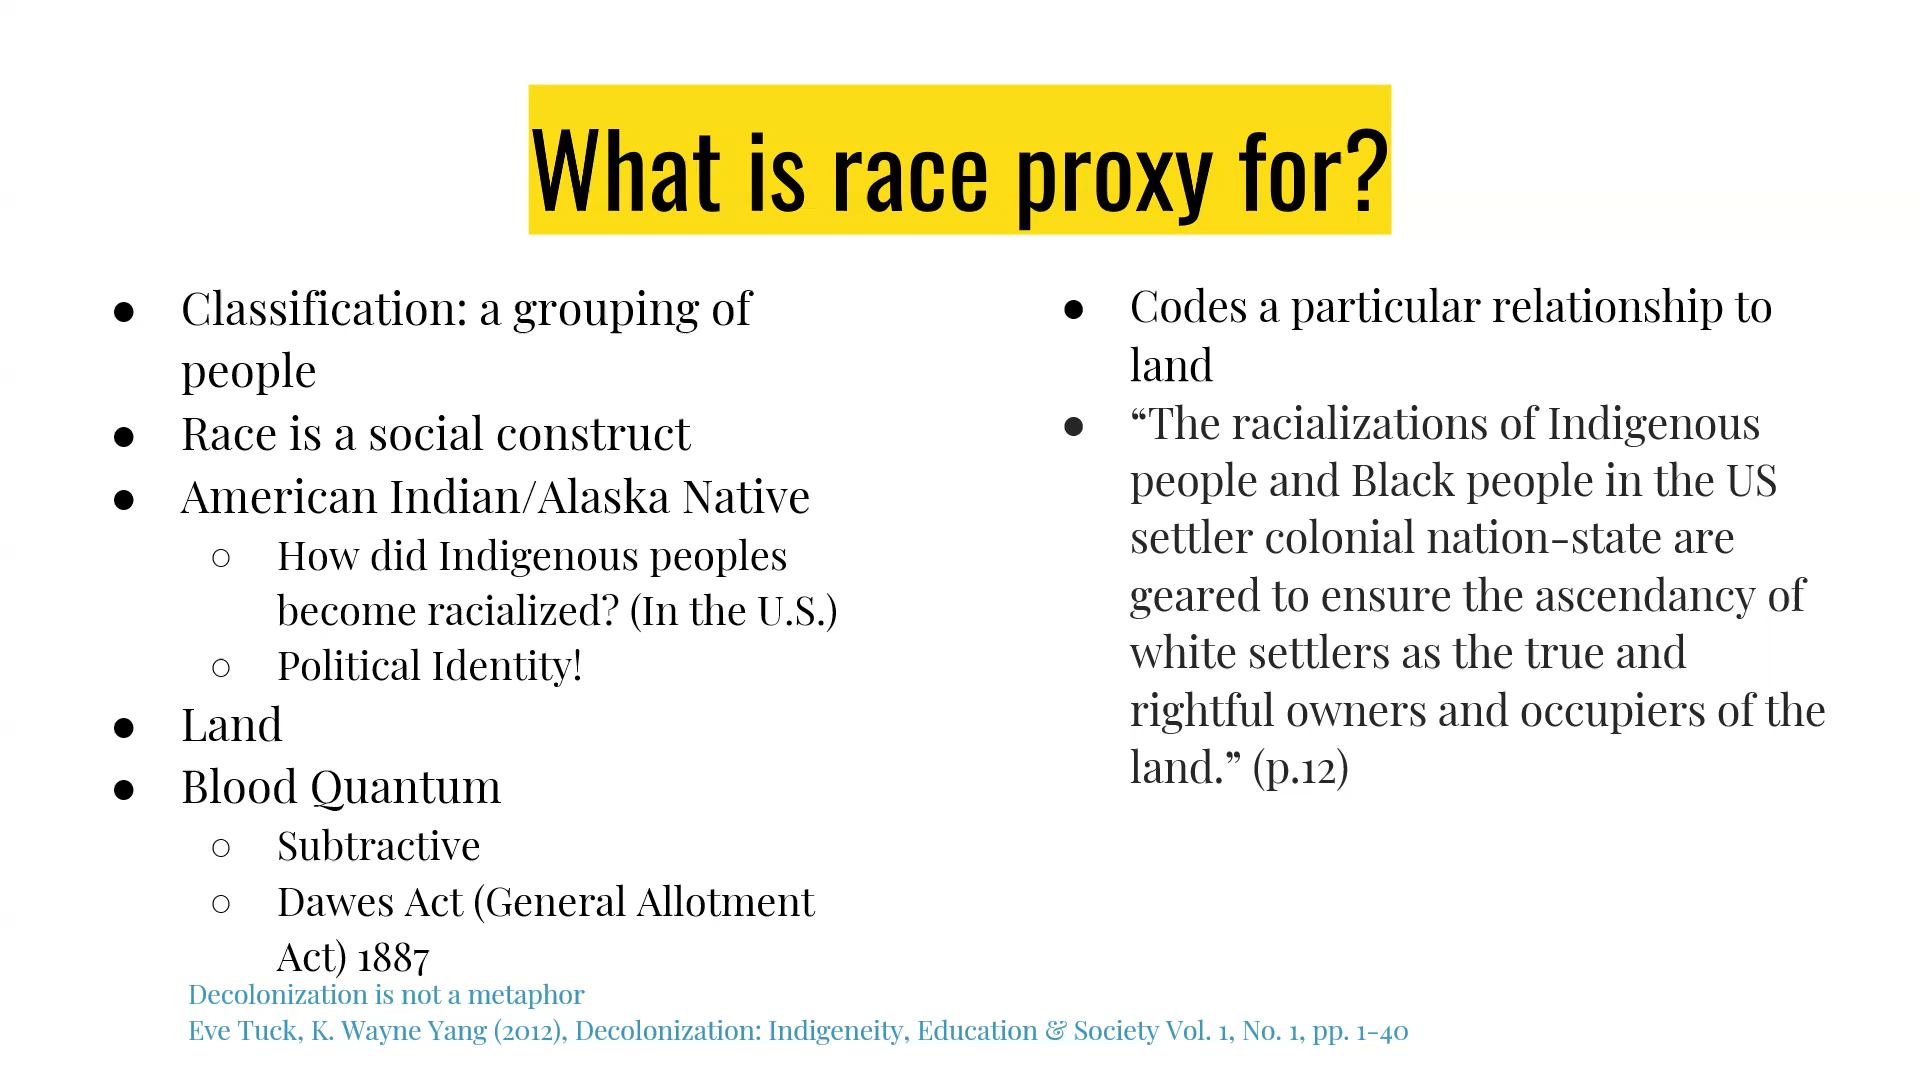 What is race proxy for?
● Classification: a grouping of
people
● Race is a social construct
● American Indian/Alaska Native
○ How did Indigenous peoples
become racialized? (In the U.S.)
○ Political Identity!
● Land
● Blood Quantum
○ Subtractive
○ Dawes Act (General Allotment
Act) 1887
● Codes a particular relationship to
land
● “The racializations of Indigenous
people and Black people in the US
settler colonial nation-state are
geared to ensure the ascendancy of
white settlers as the true and
rightful owners and occupiers of the
land.” (p.12)
Decolonization is not a metaphor
Eve Tuck, K. Wayne Yang (2012), Decolonization: Indigeneity, Education & Society Vol. 1, No. 1, pp. 1-40